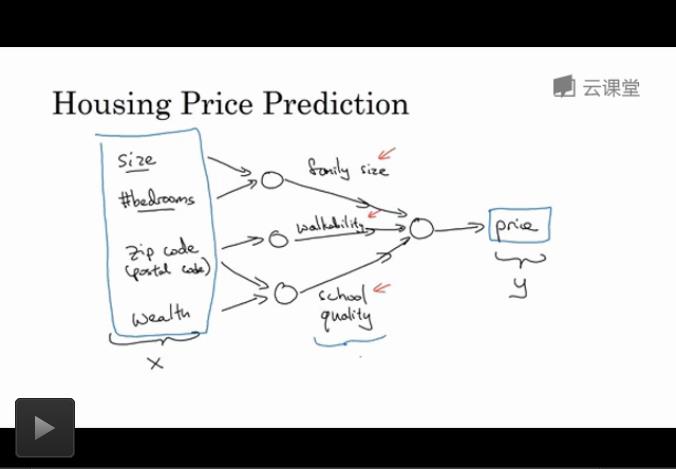 云课堂
Housing Price Prediction
size
#bedrooms
zip code
(postal code)
wealth
x
family size
walkability
school
quality
price
y